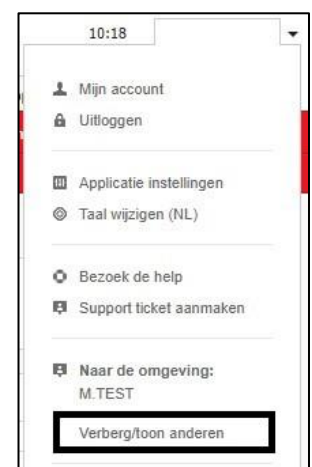 10:18
Mijn account
Uitloggen
Applicatie instellingen
Taal wijzigen (NL)
Bezoek de help
Support ticket aanmaken
Naar de omgeving:
M.TEST
Verberg/toon anderen